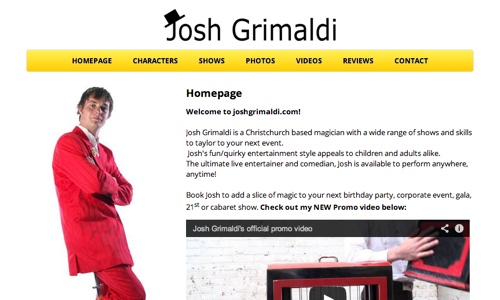 Josh Grimaldi
HOMEPAGE CHARACTERS SHOWS PHOTOS VIDEOS REVIEWS CONTACT
Homepage
Welcome to joshgrimaldi.com!
Josh Grimaldi is a Christchurch based magician with a wide range of shows and skills
to taylor to your next event.
Josh's fun/quirky entertainment style appeals to children and adults alike.
The ultimate live entertainer and comedian, Josh is available to perform anywhere,
anytime!
Book Josh to add a slice of magic to your next birthday party, corporate event, gala,
21st or cabaret show. Check out my NEW Promo video below:
Josh Grimaldi's official promo video